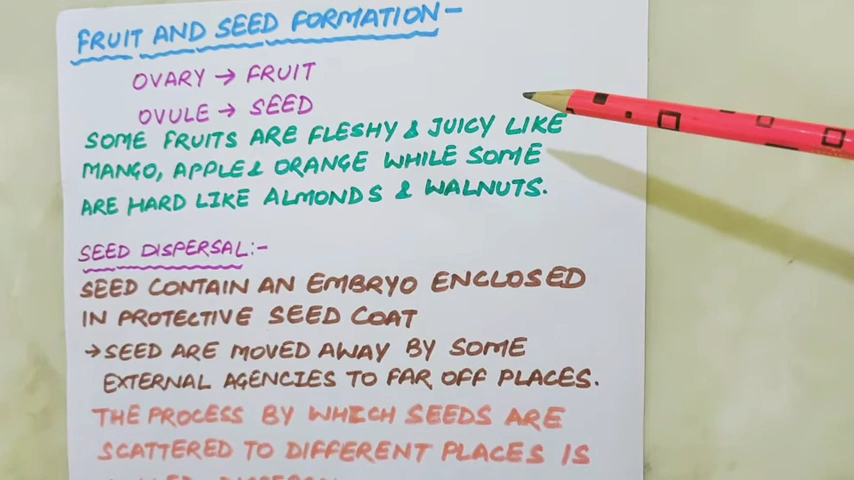 FRUIT AND SEED FORMATION-
OVARY → FRUIT
OVULE → SEED
SOME FRUITS ARE FLESHY & JUICY LIKE
MANGO, APPLE & ORANGE WHILE SOME
ARE HARD LIKE ALMONDS & WALNUTS.
SEED DISPERSAL:-
SEED CONTAIN AN EMBRYO ENCLOSED
IN PROTECTIVE SEED COAT
→ SEED ARE MOVED AWAY BY SOME
EXTERNAL AGENCIES TO FAR OFF PLACES.
THE PROCESS BY WHICH SEEDS ARE
SCATTERED TO DIFFERENT PLACES IS